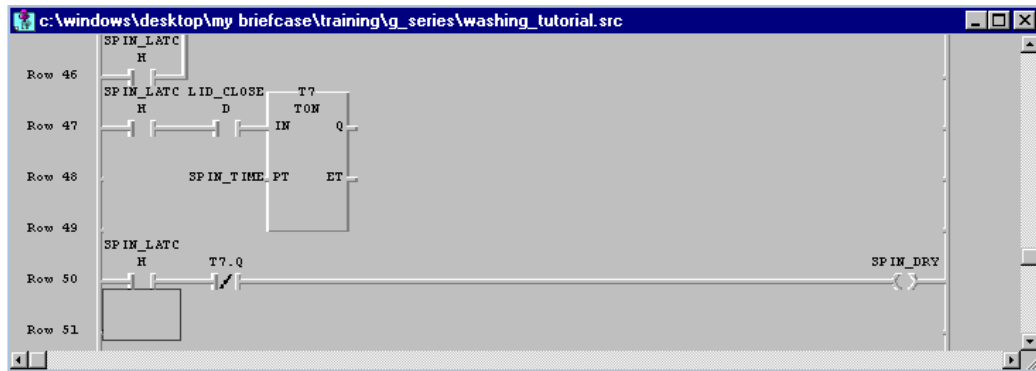 c:\windows\desktop\my briefcase\training\g_series\washing_tutorial.src
SPIN_LATC
H
Row 46
SPIN_LATC LID_CLOSE T7
H D TON
Row 47 IN Q
Row 48 SPIN_TIME PT ET
Row 49
SPIN_LATC
H T7.Q SPIN_DRY
Row 50
Row 51